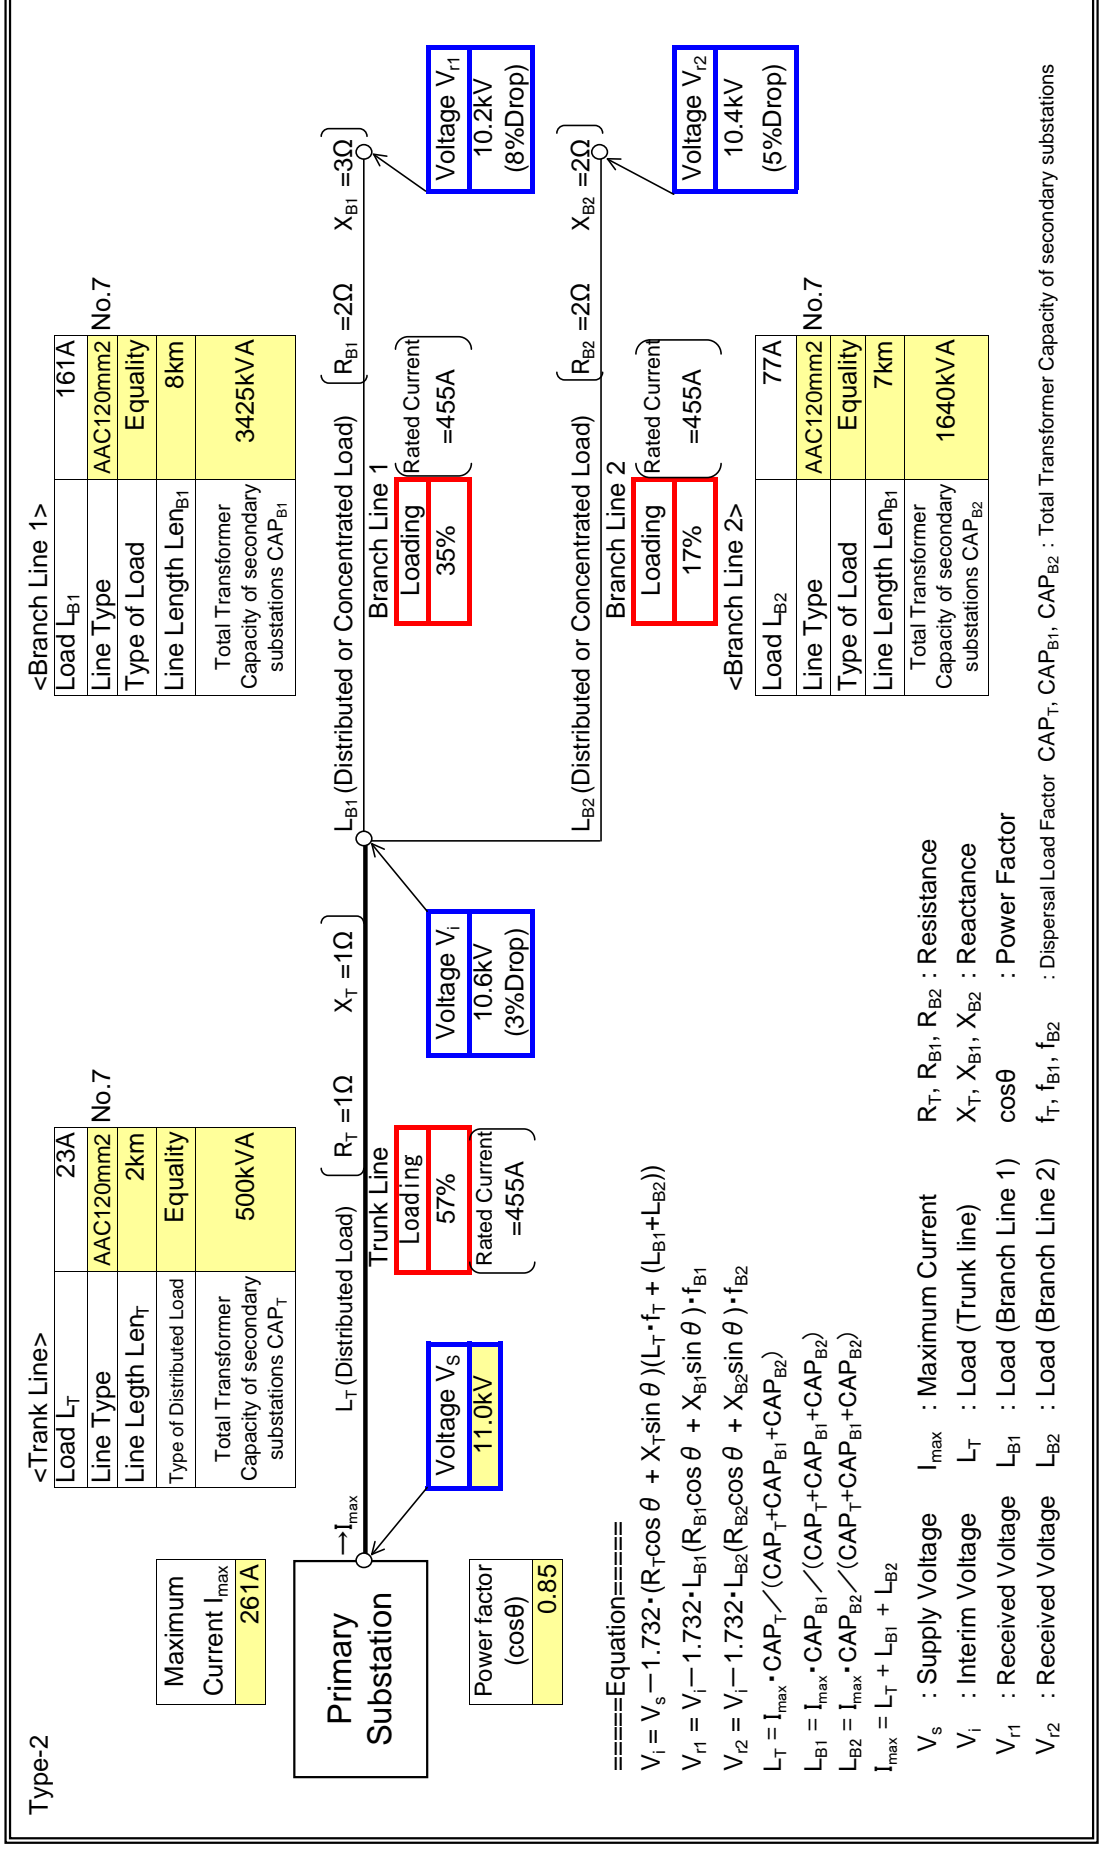 Type-2
Maximum
Current Imax
261A
Primary
Substation
Power factor
(cosθ)
0.85
→Imax
Voltage VS
11.0kV
<Trank Line>
Load LT 23A
Line Type AAC120mm2 No.7
Line Legth LenT 2km
Type of Distributed Load Equality
Total Transformer
Capacity of secondary
substations CAPT
500kVA
LT (Distributed Load) RT =1Ω XT =1Ω
Trunk Line
Loading
57%
Rated Current
=455A
Voltage Vi
10.6kV
(3%Drop)
<Branch Line 1>
Load LB1 161A
Line Type AAC120mm2 No.7
Type of Load Equality
Line Length LenB1 8km
Total Transformer
Capacity of secondary
substations CAPB1
3425kVA
LB1 (Distributed or Concentrated Load) RB1 =2Ω XB1 =3Ω
Branch Line 1
Loading
35%
Rated Current
=455A
Voltage Vr1
10.2kV
(8%Drop)
LB2 (Distributed or Concentrated Load) RB2 =2Ω XB2 =2Ω
Branch Line 2
Loading
17%
Rated Current
=455A
Voltage Vr2
10.4kV
(5%Drop)
<Branch Line 2>
Load LB2 77A
Line Type AAC120mm2 No.7
Type of Load Equality
Line Length LenB1 7km
Total Transformer
Capacity of secondary
substations CAPB2
1640kVA
=====Equation=====
Vi = Vs－1.732・(RTcos θ + XTsin θ)(LT・fT + (LB1+LB2))
Vr1 = Vi－1.732・LB1(RB1cos θ + XB1sin θ)・fB1
Vr2 = Vi－1.732・LB2(RB2cos θ + XB2sin θ)・fB2
LT = Imax・CAPT／(CAPT+CAPB1+CAPB2)
LB1 = Imax・CAPB1／(CAPT+CAPB1+CAPB2)
LB2 = Imax・CAPB2／(CAPT+CAPB1+CAPB2)
Imax = LT + LB1 + LB2
Vs : Supply Voltage Imax : Maximum Current RT, RB1, RB2 : Resistance
Vi : Interim Voltage LT : Load (Trunk line) XT, XB1, XB2 : Reactance
Vr1 : Received Voltage LB1 : Load (Branch Line 1) cosθ : Power Factor
Vr2 : Received Voltage LB2 : Load (Branch Line 2) fT, fB1, fB2 : Dispersal Load Factor CAPT, CAPB1, CAPB2 : Total Transformer Capacity of secondary substations